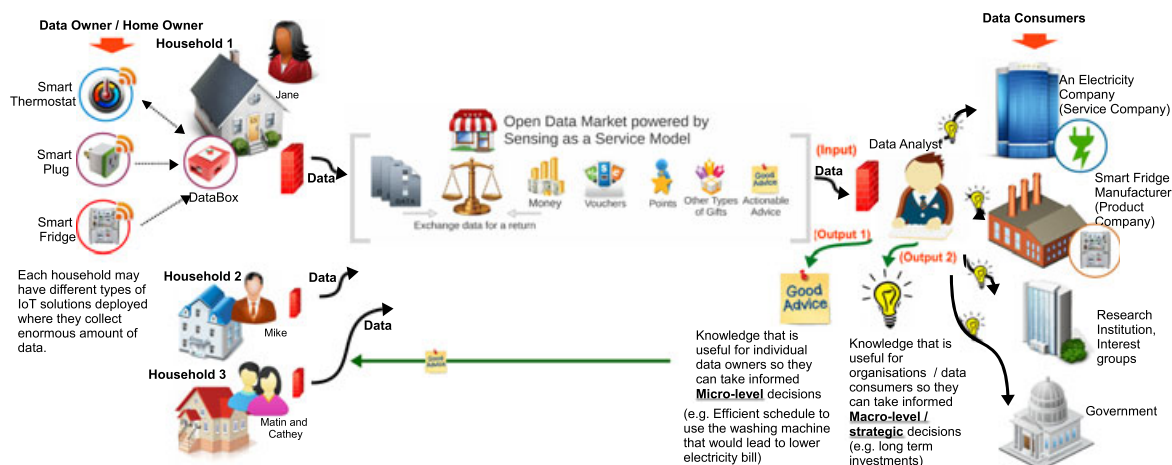 Data Owner / Home Owner
Household 1
Jane
Smart
Thermostat
Smart
Plug
DataBox
Smart
Fridge
Each household may
have different types of
IoT solutions deployed
where they collect
enormous amount of
data.
Household 2
Mike
Household 3
Matin and
Cathey
Data
Data
Data
Open Data Market powered by
Sensing as a Service Model
DATA
Exchange data for a return
Money
Vouchers
Points
Other Types
of Gifts
Good
Advice
Actionable
Advice
(Input)
Data
Data Analyst
(Output 1)
(Output 2)
Good
Advice
Good
Advice
Knowledge that is
useful for individual
data owners so they
can take informed
Micro-level decisions
(e.g. Efficient schedule to
use the washing machine
that would lead to lower
electricity bill)
Knowledge that is
useful for
organisations / data
consumers so they
can take informed
Macro-level /
strategic decisions
(e.g. long term
investments)
Data Consumers
An Electricity
Company
(Service Company)
Smart Fridge
Manufacturer
(Product
Company)
Research
Institution,
Interest
groups
Government